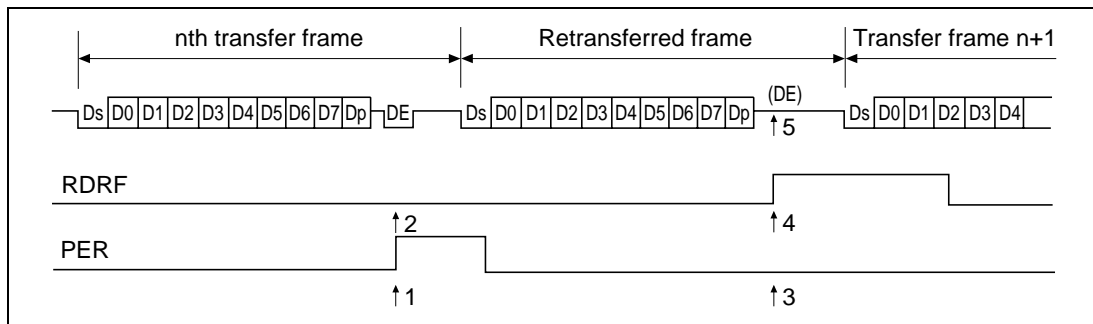 nth transfer frame Retransferred frame Transfer frame n+1
(DE)
Ds D0 D1 D2 D3 D4 D5 D6 D7 Dp DE Ds D0 D1 D2 D3 D4 D5 D6 D7 Dp Ds D0 D1 D2 D3 D4
5
RDRF
2 4
PER
1 3